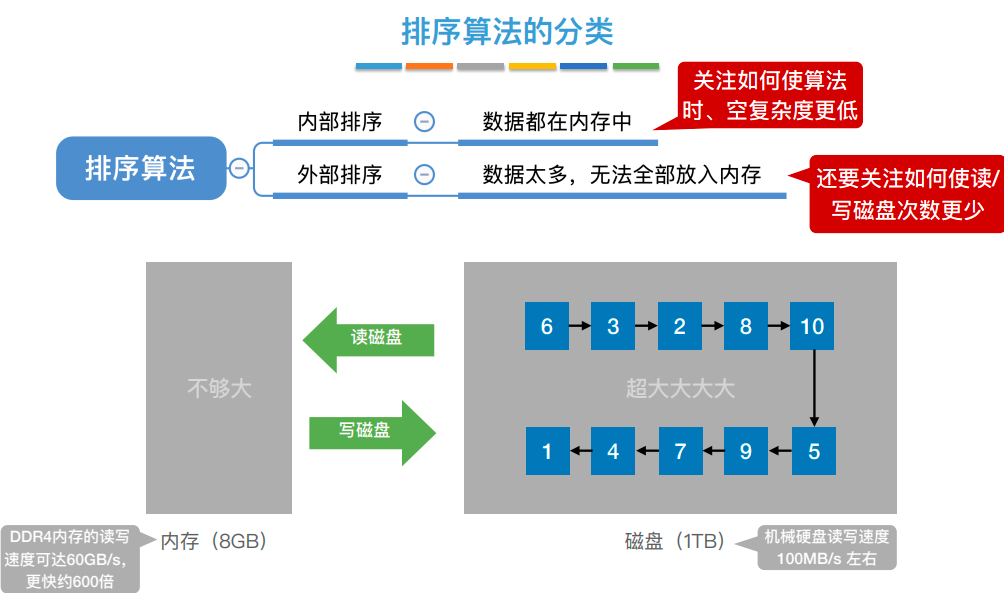 排序算法的分类
关注如何使算法
时、空复杂度更低
内部排序
数据都在内存中
排序算法
外部排序
数据太多，无法全部放入内存
还要关注如何使读/
写磁盘次数更少
6 3 2 8 10
读磁盘
不够大
超大大大大
写磁盘
1 4 7 9 5
DDR4内存的读写
速度可达60GB/s，
更快约600倍
内存（8GB）
磁盘（1TB）
机械硬盘读写速度
100MB/s 左右